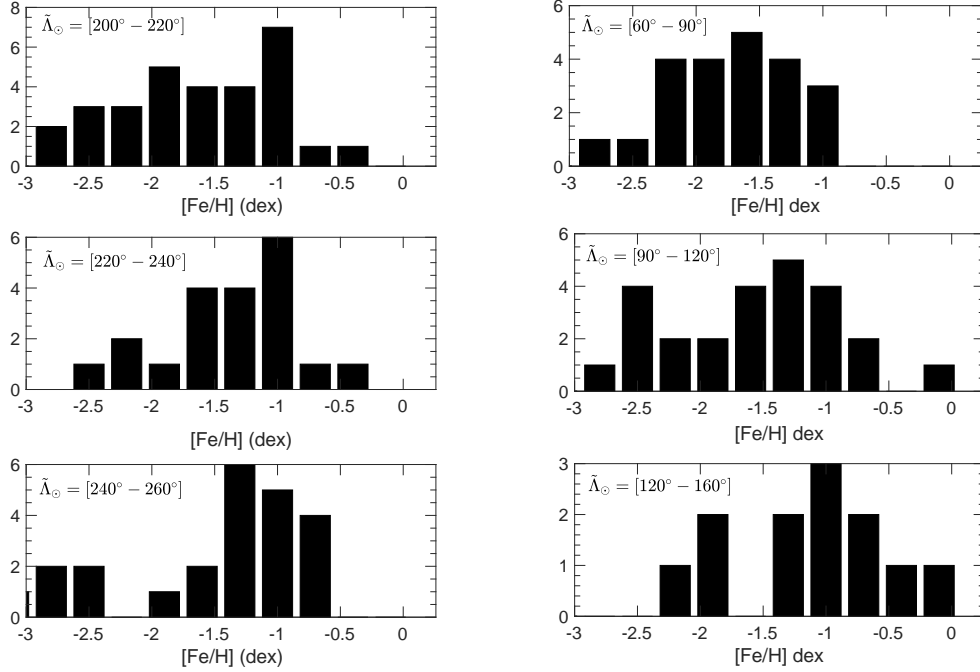 8
6
4
2
0
Λ̃⊙ = [200° − 220°]
-3 -2.5 -2 -1.5 -1 -0.5 0
[Fe/H] (dex)
6
4
2
0
Λ̃⊙ = [60° − 90°]
-3 -2.5 -2 -1.5 -1 -0.5 0
[Fe/H] dex
6
4
2
0
Λ̃⊙ = [220° − 240°]
-3 -2.5 -2 -1.5 -1 -0.5 0
[Fe/H] (dex)
6
4
2
0
Λ̃⊙ = [90° − 120°]
-3 -2.5 -2 -1.5 -1 -0.5 0
[Fe/H] dex
6
4
2
0
Λ̃⊙ = [240° − 260°]
-3 -2.5 -2 -1.5 -1 -0.5 0
[Fe/H] (dex)
3
2
1
0
Λ̃⊙ = [120° − 160°]
-3 -2.5 -2 -1.5 -1 -0.5 0
[Fe/H] dex